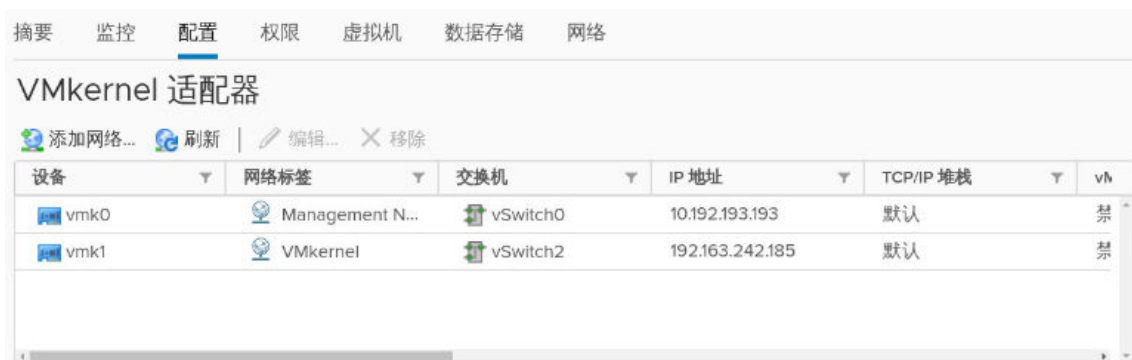 摘要 监控 配置 权限 虚拟机 数据存储 网络
VMkernel 适配器
添加网络... 刷新 | 编辑... 移除
设备 网络标签 交换机 IP 地址 TCP/IP 堆栈
vmk0 Management N... vSwitch0 10.192.193.193 默认 禁
vmk1 VMkernel vSwitch2 192.163.242.185 默认 禁